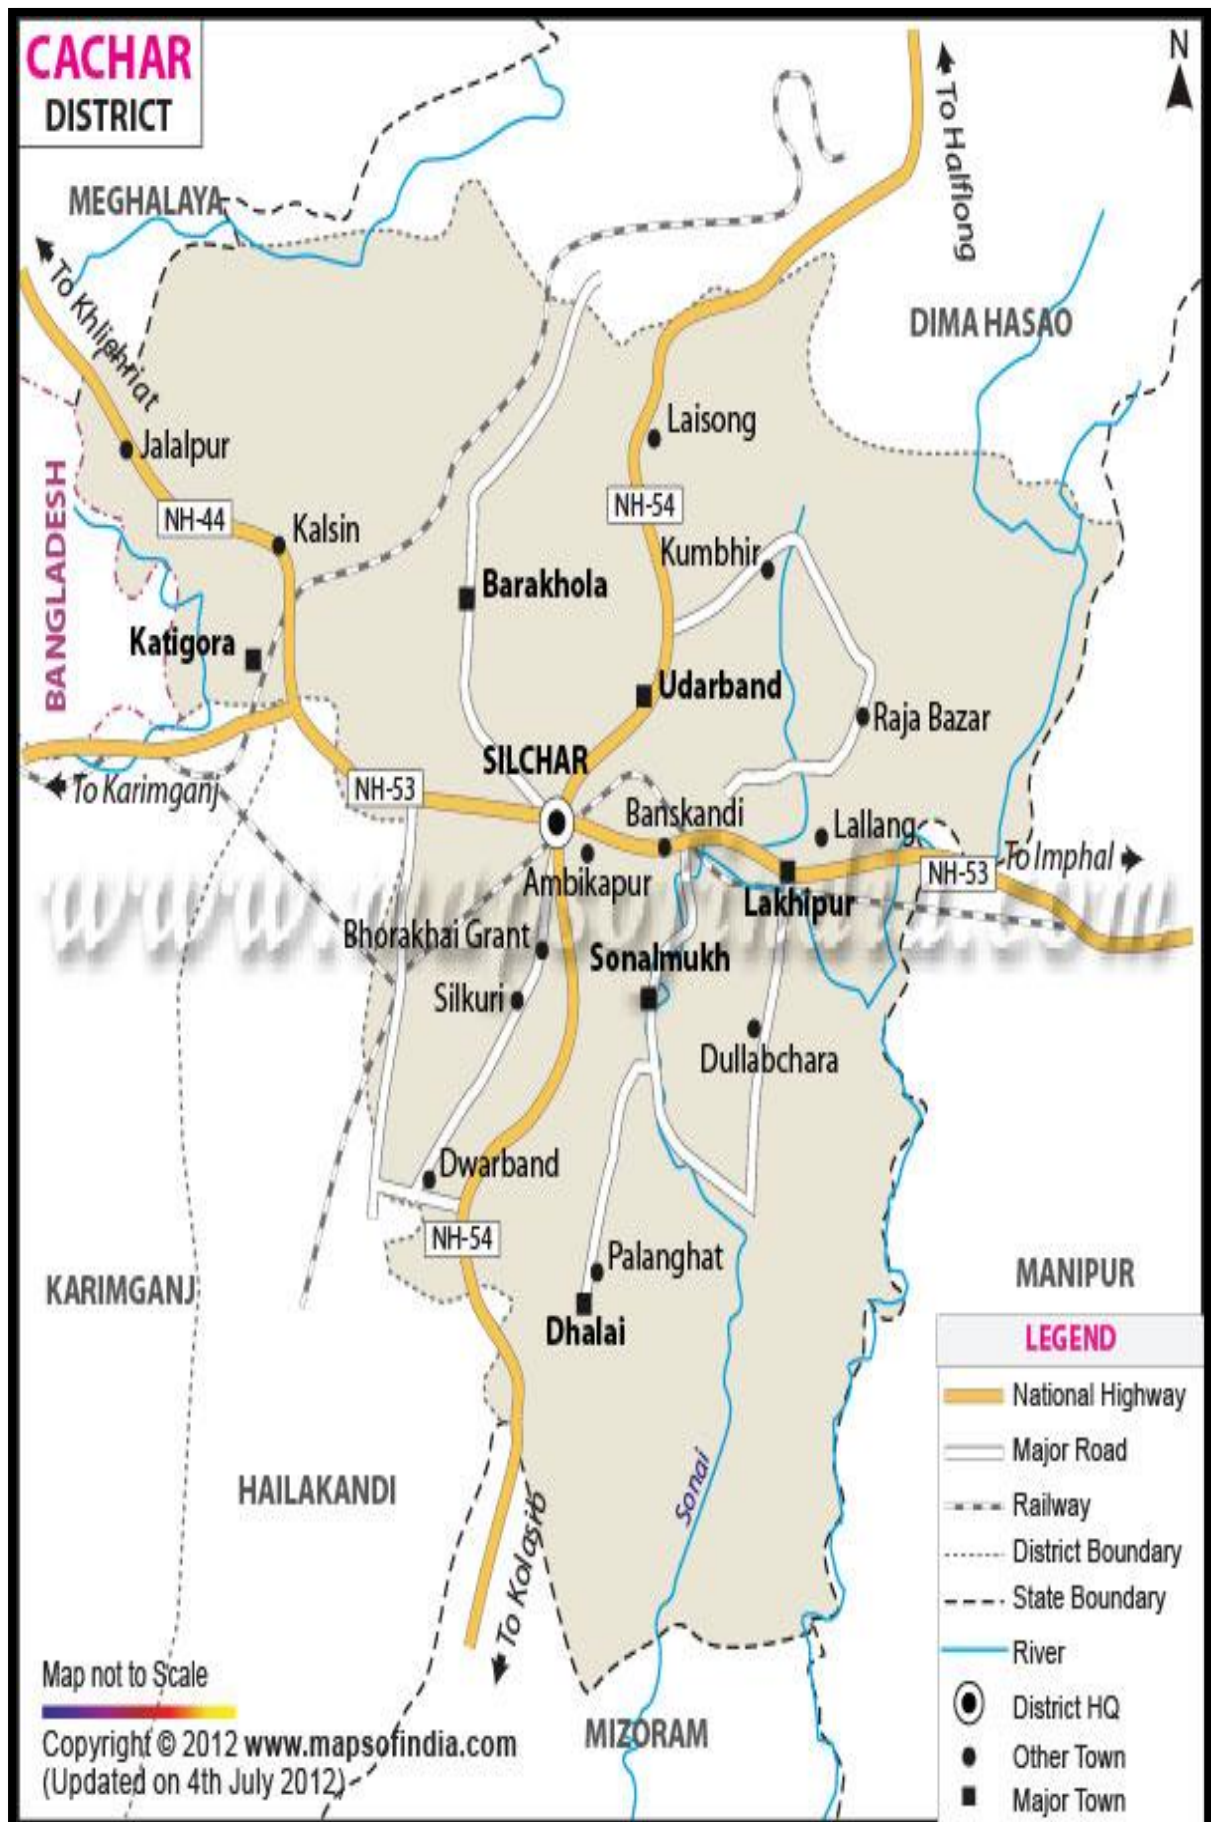 CACHAR
DISTRICT
N
To Halflong
MEGHALAYA
To Khliehriat
DIMA HASAO
Laisong
Jalalpur
NH-44
NH-54
Kalsin
Kumbhir
BANGLADESH
Barakhola
Katigora
Udarband
Raja Bazar
SILCHAR
To Karimganj
NH-53
Banskandi
Lallang
To Imphal
NH-53
Ambikapur
Lakhipur
www.mapsofindia.com
Bhorakhai Grant
Sonalmukh
Silkuri
Dullabchara
Dwarband
NH-54
Palanghat
MANIPUR
KARIMGANJ
Dhalai
LEGEND
National Highway
Major Road
Railway
District Boundary
State Boundary
River
District HQ
Other Town
Major Town
HAILAKANDI
Sonai
To Kolasib
MIZORAM
Map not to Scale
Copyright © 2012 www.mapsofindia.com
(Updated on 4th July 2012)